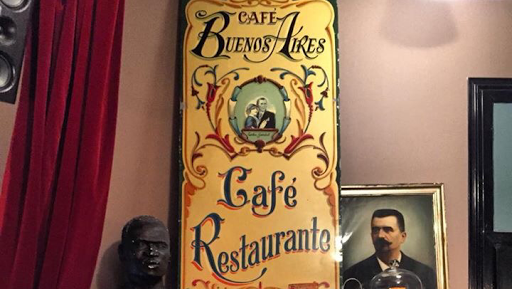 CAFÉ
BUENOS AIRES
Café
Restaurante